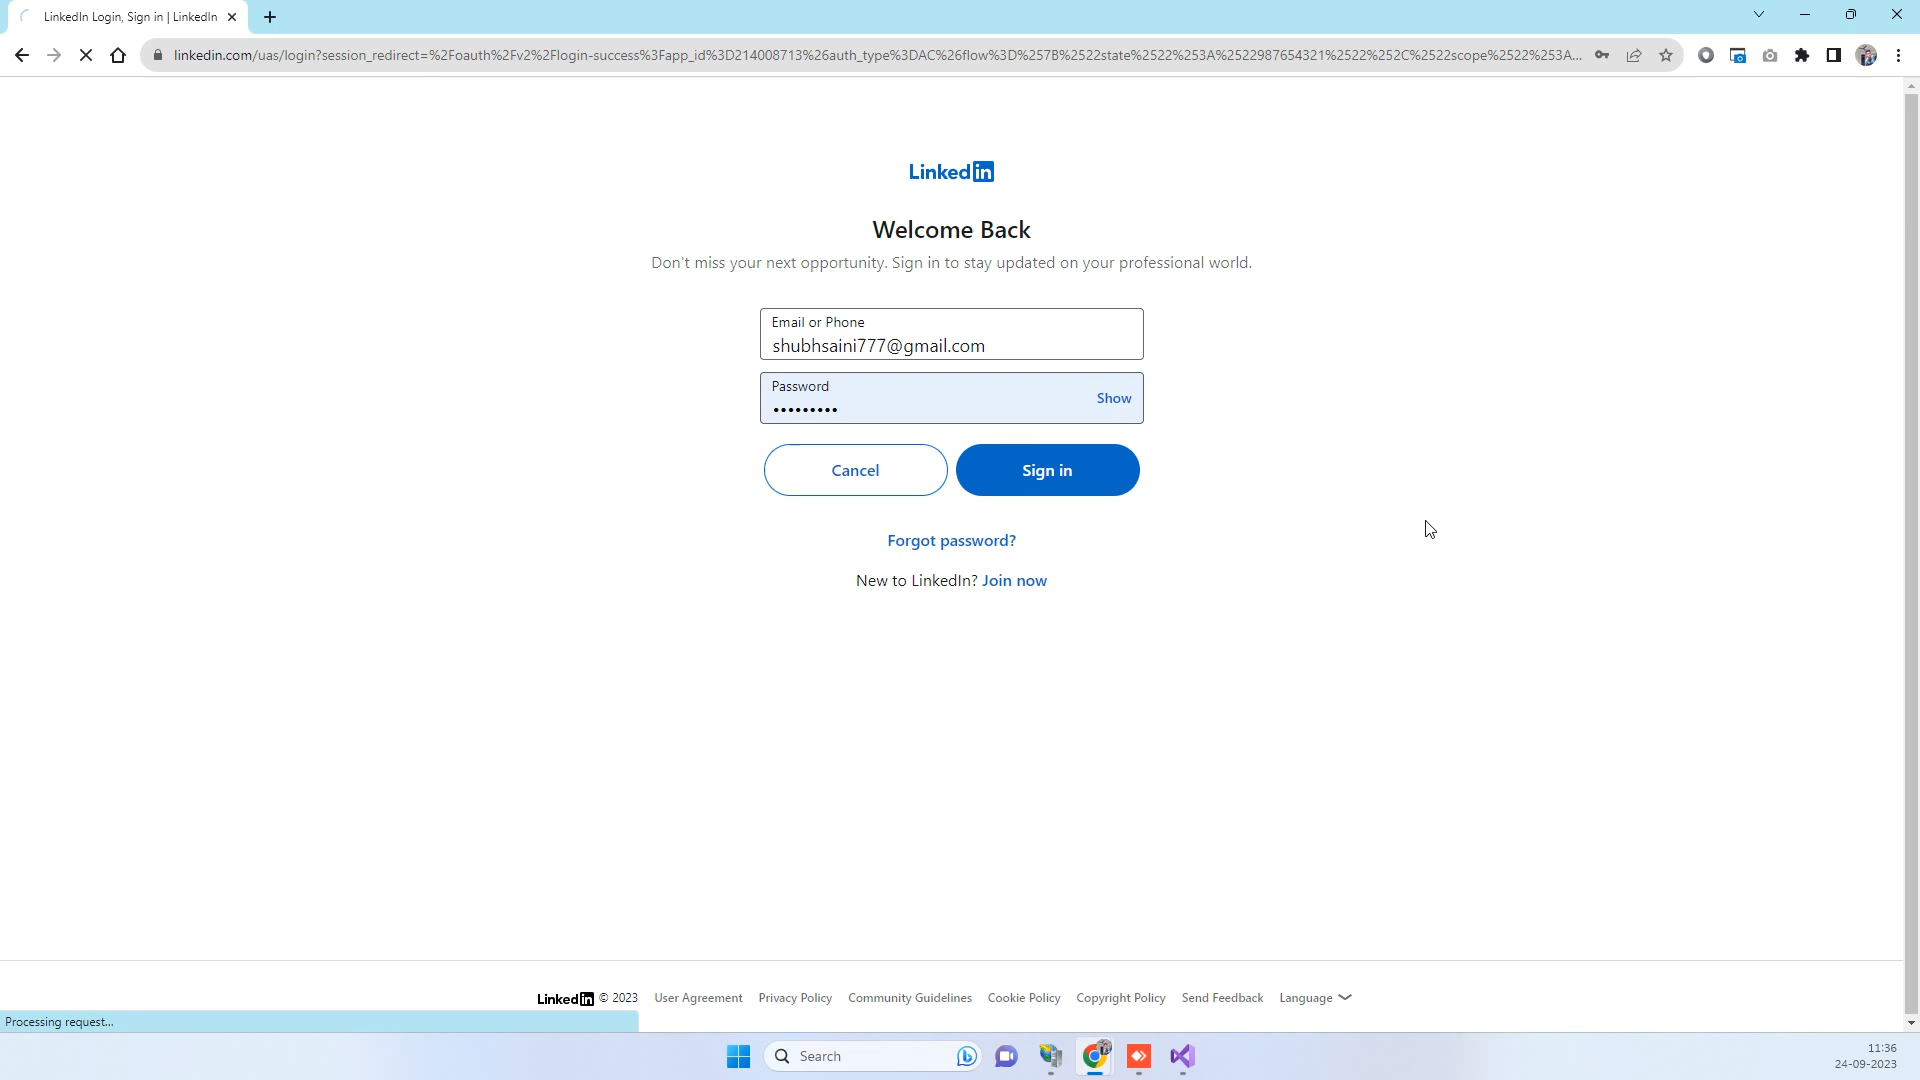 LinkedIn Login, Sign in | LinkedIn
linkedin.com/uas/login?session_redirect=%2Foauth%2Fv2%2Flogin-success%3Fapp_id%3D214008713%26auth_type%3DAC%26flow%3D%257B%2522state%2522%253A%2522987654321%2522%252C%2522scope%2522%253A...
Linked in
Welcome Back
Don't miss your next opportunity. Sign in to stay updated on your professional world.
Email or Phone
shubhsaini777@gmail.com
Password
Show
•••••••••
Cancel
Sign in
Forgot password?
New to LinkedIn? Join now
Linked in © 2023 User Agreement Privacy Policy Community Guidelines Cookie Policy Copyright Policy Send Feedback Language
Processing request...
Search
11:36
24-09-2023